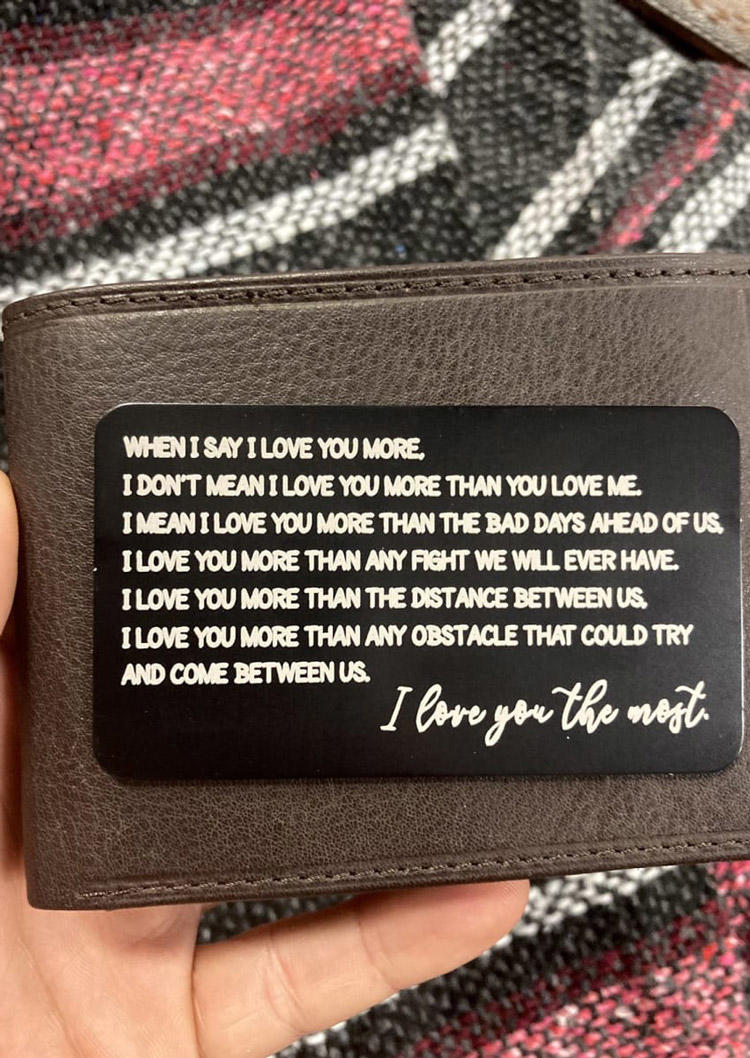 WHEN I SAY I LOVE YOU MORE,
I DON'T MEAN I LOVE YOU MORE THAN YOU LOVE ME.
I MEAN I LOVE YOU MORE THAN THE BAD DAYS AHEAD OF US,
I LOVE YOU MORE THAN ANY FIGHT WE WILL EVER HAVE.
I LOVE YOU MORE THAN THE DISTANCE BETWEEN US,
I LOVE YOU MORE THAN ANY OBSTACLE THAT COULD TRY
AND COME BETWEEN US.
I love you the most.